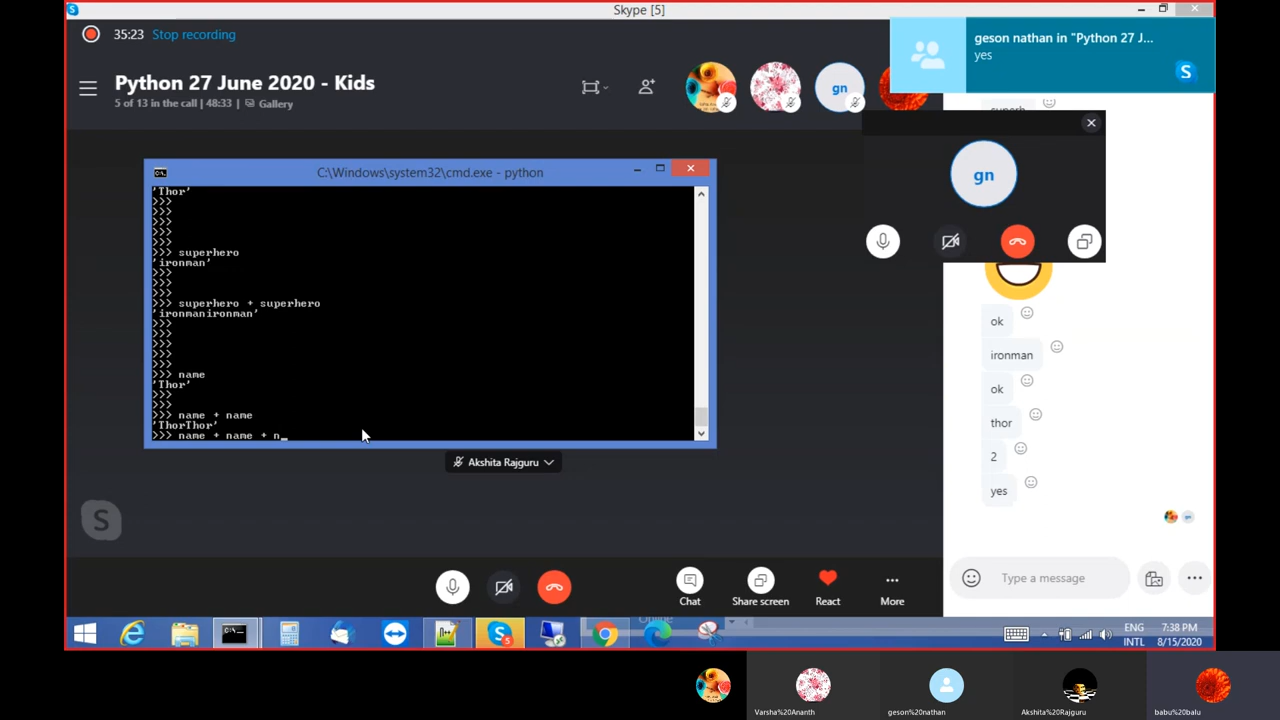 Skype [5]
35:23 Stop recording
geson nathan in "Python 27 J...
yes
Python 27 June 2020 - Kids
5 of 13 in the call | 48:33 | Gallery
gn
superb
gn
C:\Windows\system32\cmd.exe - python
'Thor'
>>>
>>>
>>>
>>>
>>>
>>> superhero
'ironman'
>>>
>>>
>>>
>>> superhero + superhero
'ironmanironman'
>>>
>>>
>>>
>>>
>>>
>>> name
'Thor'
>>>
>>>
>>> name + name
'ThorThor'
>>> name + name + n_
Akshita Rajguru
ok
ironman
ok
thor
2
yes
Type a message
Chat
Share screen
React
More
ENG
INTL
7:38 PM
8/15/2020
Varsha%20Ananth
geson%20nathan
Akshita%20Rajguru
babu%20balu